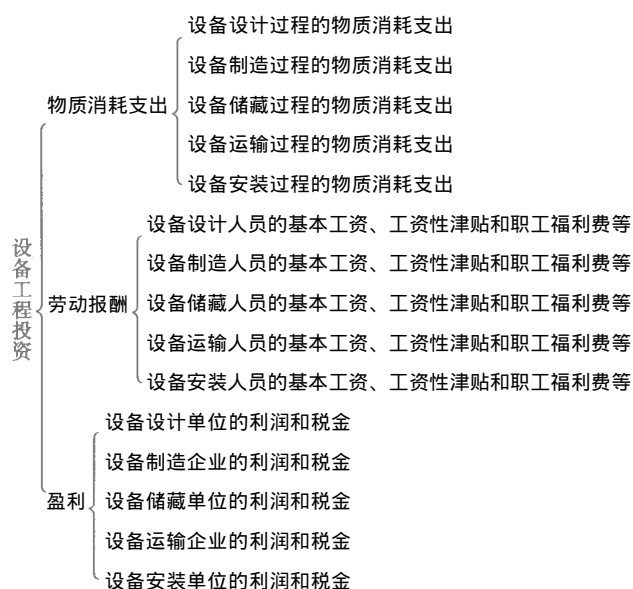 设备工程投资
物质消耗支出
设备设计过程的物质消耗支出
设备制造过程的物质消耗支出
设备储藏过程的物质消耗支出
设备运输过程的物质消耗支出
设备安装过程的物质消耗支出
劳动报酬
设备设计人员的基本工资、工资性津贴和职工福利费等
设备制造人员的基本工资、工资性津贴和职工福利费等
设备储藏人员的基本工资、工资性津贴和职工福利费等
设备运输人员的基本工资、工资性津贴和职工福利费等
设备安装人员的基本工资、工资性津贴和职工福利费等
盈利
设备设计单位的利润和税金
设备制造企业的利润和税金
设备储藏单位的利润和税金
设备运输企业的利润和税金
设备安装单位的利润和税金